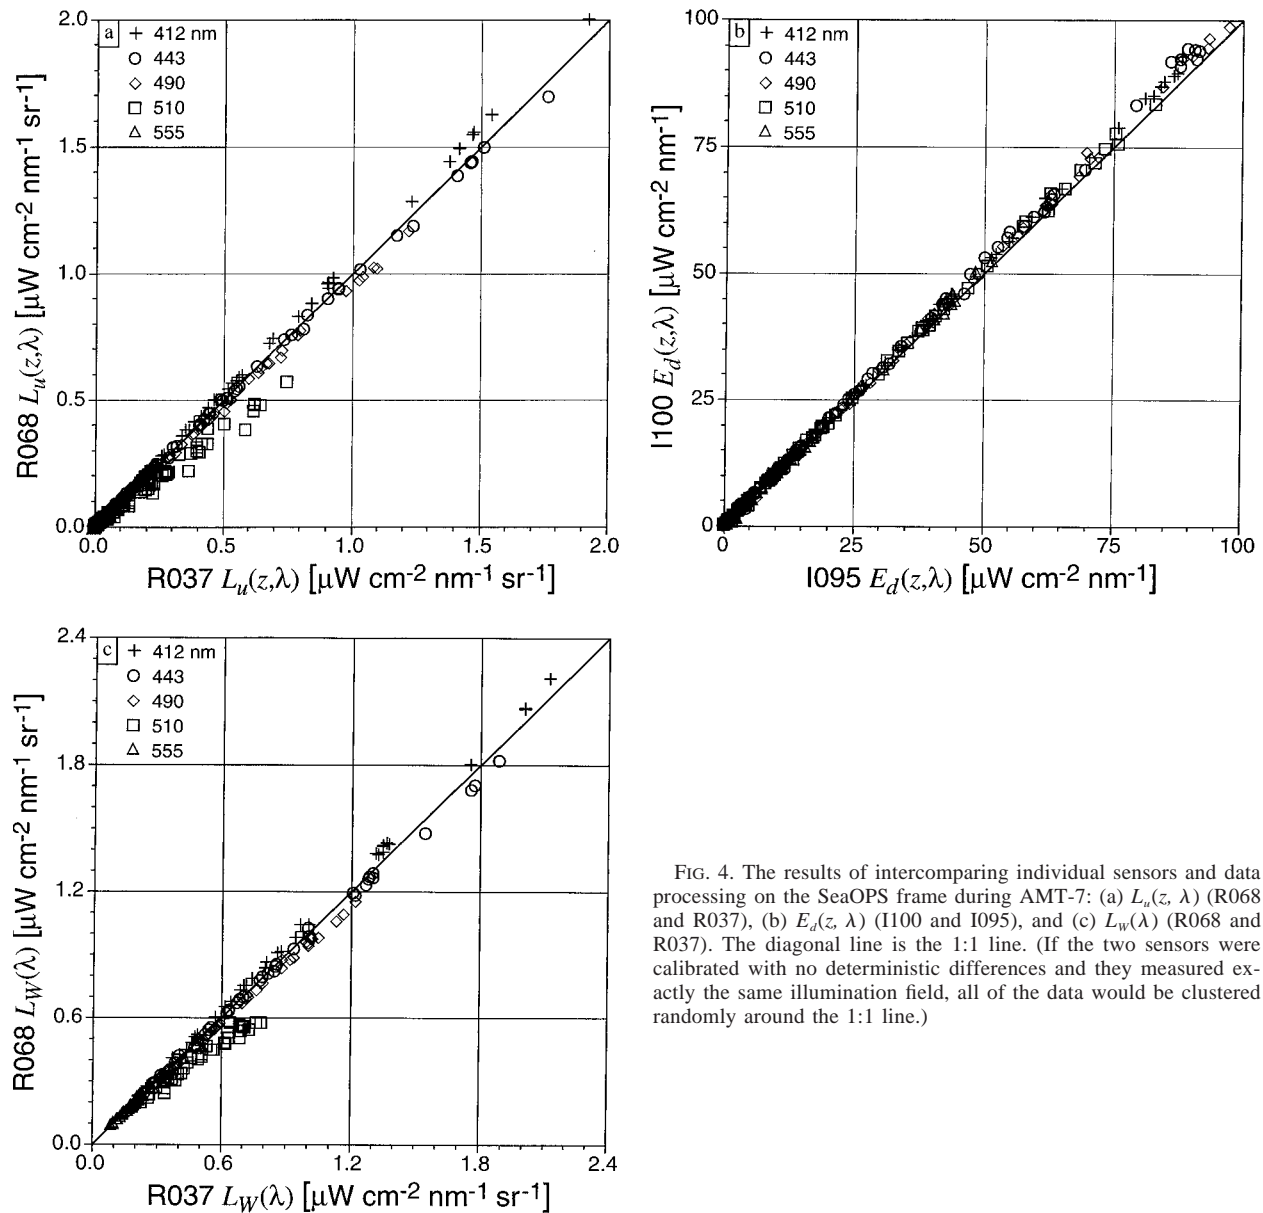 a
+ 412 nm
○ 443
◇ 490
□ 510
△ 555
2.0
1.5
1.0
0.5
0.0
0.0 0.5 1.0 1.5 2.0
R068 Lu(z,λ) [μW cm-2 nm-1 sr-1]
R037 Lu(z,λ) [μW cm-2 nm-1 sr-1]
b
+ 412 nm
○ 443
◇ 490
□ 510
△ 555
100
75
50
25
0
0 25 50 75 100
I100 Ed(z,λ) [μW cm-2 nm-1]
I095 Ed(z,λ) [μW cm-2 nm-1]
c
+ 412 nm
○ 443
◇ 490
□ 510
△ 555
2.4
1.8
1.2
0.6
0.0
0.0 0.6 1.2 1.8 2.4
R068 LW(λ) [μW cm-2 nm-1 sr-1]
R037 LW(λ) [μW cm-2 nm-1 sr-1]
FIG. 4. The results of intercomparing individual sensors and data
processing on the SeaOPS frame during AMT-7: (a) Lu(z, λ) (R068
and R037), (b) Ed(z, λ) (I100 and I095), and (c) LW(λ) (R068 and
R037). The diagonal line is the 1:1 line. (If the two sensors were
calibrated with no deterministic differences and they measured ex-
actly the same illumination field, all of the data would be clustered
randomly around the 1:1 line.)